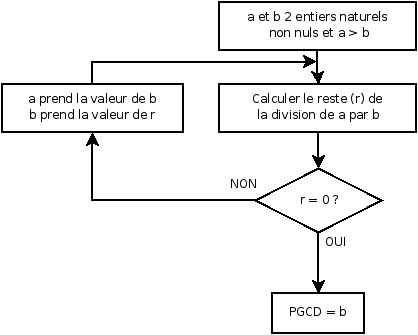 a et b 2 entiers naturels
non nuls et a > b
a prend la valeur de b
b prend la valeur de r
Calculer le reste (r) de
la division de a par b
NON
r = 0 ?
OUI
PGCD = b